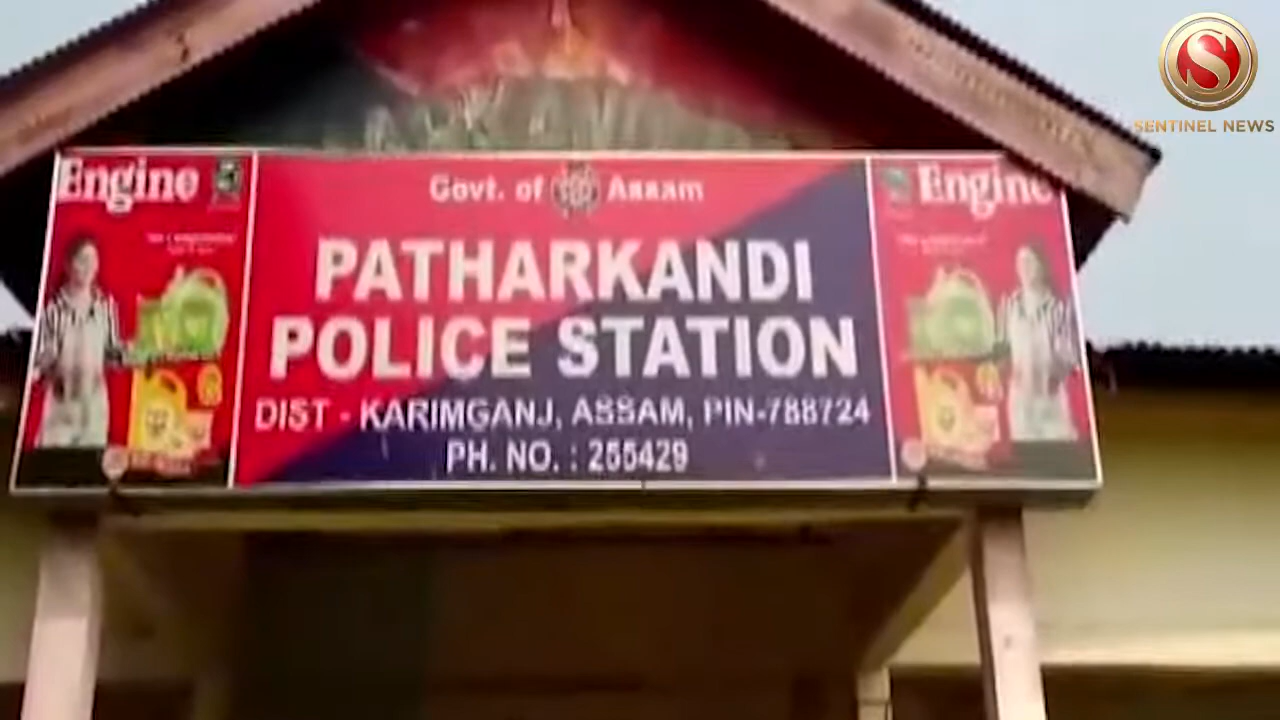 SENTINEL NEWS
Engine
Govt. of Assam
Engine
PATHARKANDI
POLICE STATION
DIST - KARIMGANJ, ASSAM, PIN-788724
PH. NO. : 255429